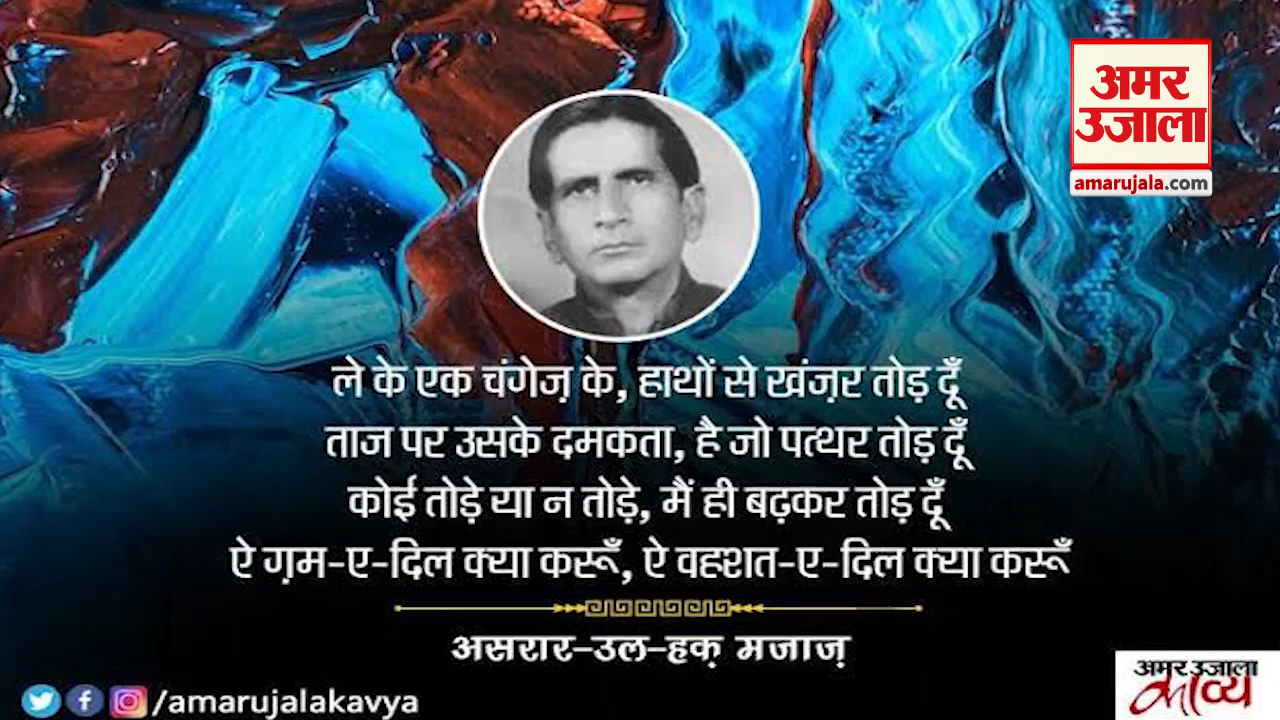 अमर
उजाला
amarujala.com
ले के एक चंगेज़ के, हाथों से खंज़र तोड़ दूँ
ताज पर उसके दमकता, है जो पत्थर तोड़ दूँ
कोई तोड़े या न तोड़े, मैं ही बढ़कर तोड़ दूँ
ऐ ग़म-ए-दिल क्या करूँ, ऐ वहशत-ए-दिल क्या करूँ
असरार-उल-हक़ मजाज़
/amarujalakavya
अमर उजाला
काव्य